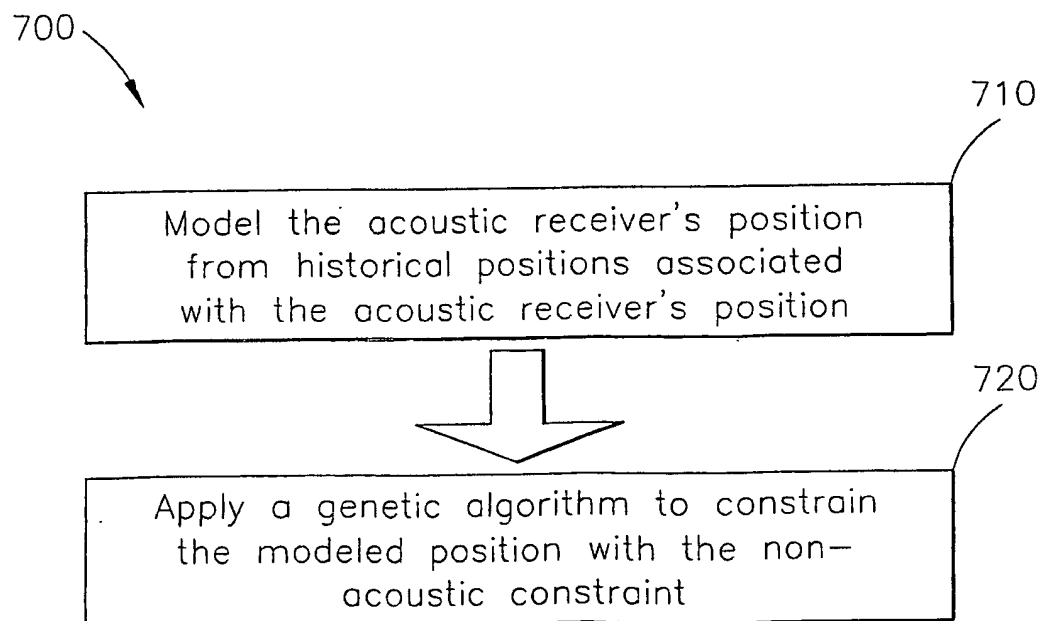 700
710
Model the acoustic receiver's position
from historical positions associated
with the acoustic receiver's position
720
Apply a genetic algorithm to constrain
the modeled position with the non-
acoustic constraint